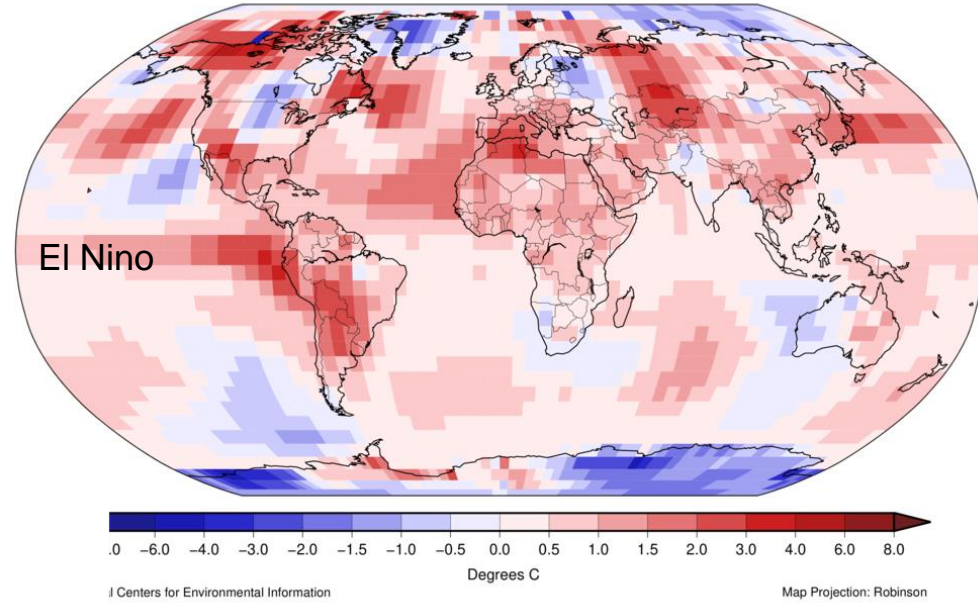 El Nino
.0 −6.0 −4.0 −3.0 −2.0 −1.5 −1.0 −0.5 0.0 0.5 1.0 1.5 2.0 3.0 4.0 6.0 8.0
Degrees C
l Centers for Environmental Information Map Projection: Robinson